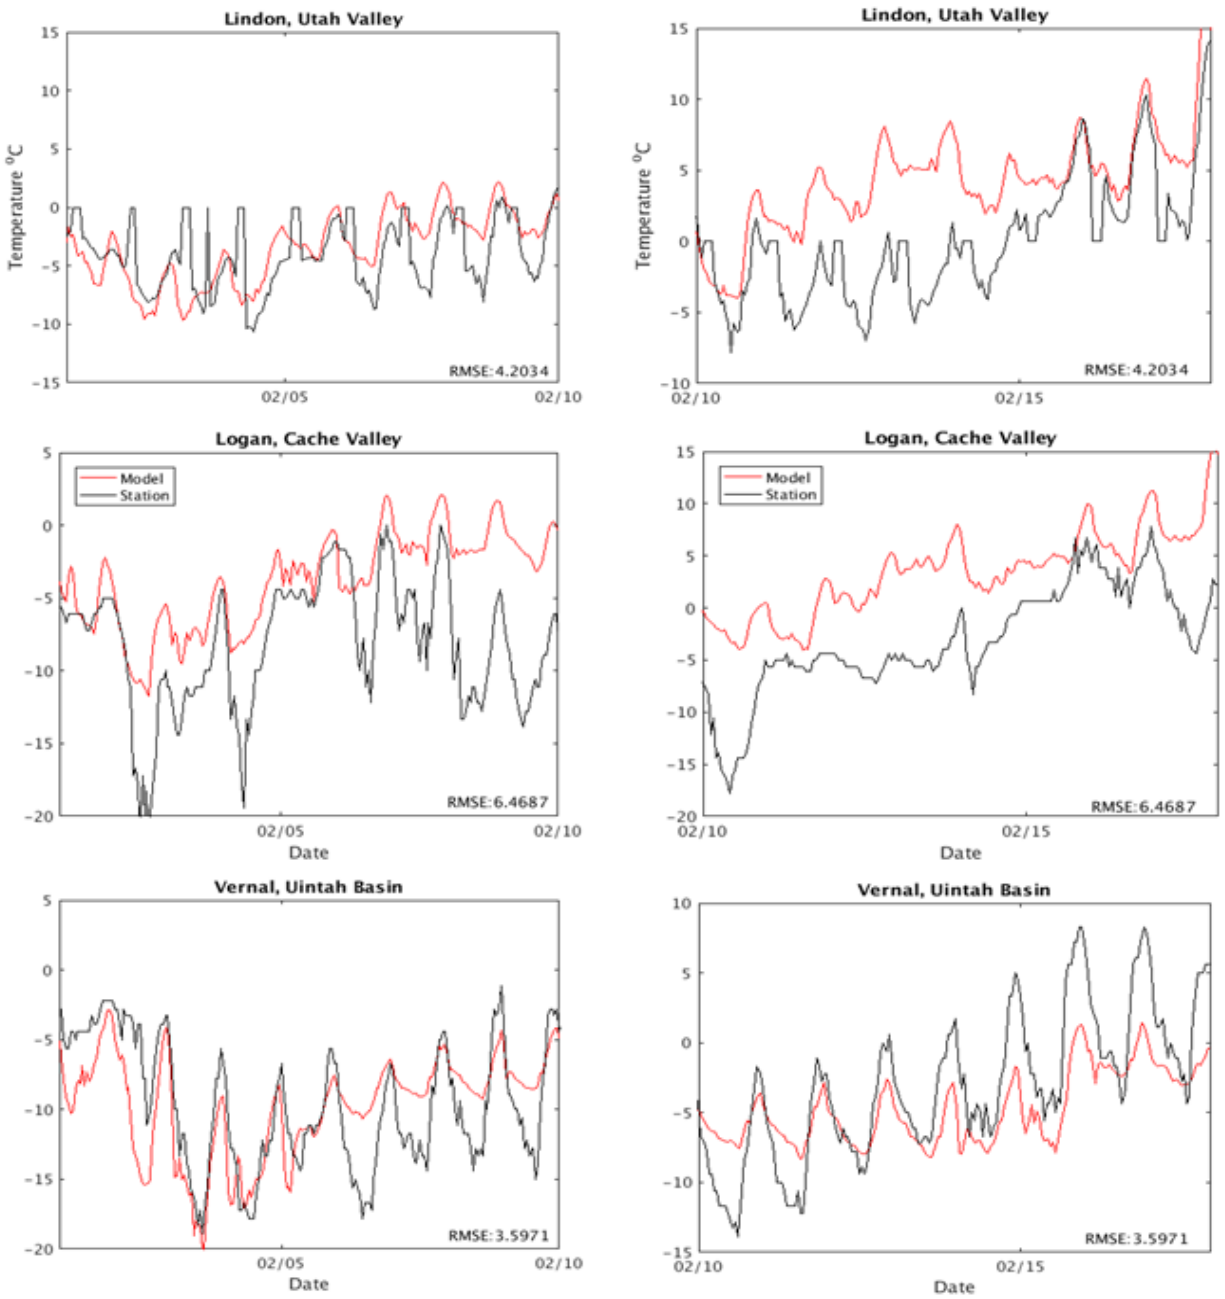 Lindon, Utah Valley
15
10
5
0
−5
−10
−15
Temperature ⁰C
RMSE:4.2034
02/05
02/10
Lindon, Utah Valley
15
10
5
0
−5
−10
Temperature ⁰C
RMSE:4.2034
02/10
02/15
Logan, Cache Valley
5
0
−5
−10
−15
−20
Model
Station
RMSE:6.4687
02/05
02/10
Date
Logan, Cache Valley
15
10
5
0
−5
−10
−15
−20
Model
Station
RMSE:6.4687
02/10
02/15
Date
Vernal, Uintah Basin
5
0
−5
−10
−15
−20
RMSE:3.5971
02/05
02/10
Date
Vernal, Uintah Basin
10
5
0
−5
−10
−15
RMSE:3.5971
02/10
02/15
Date